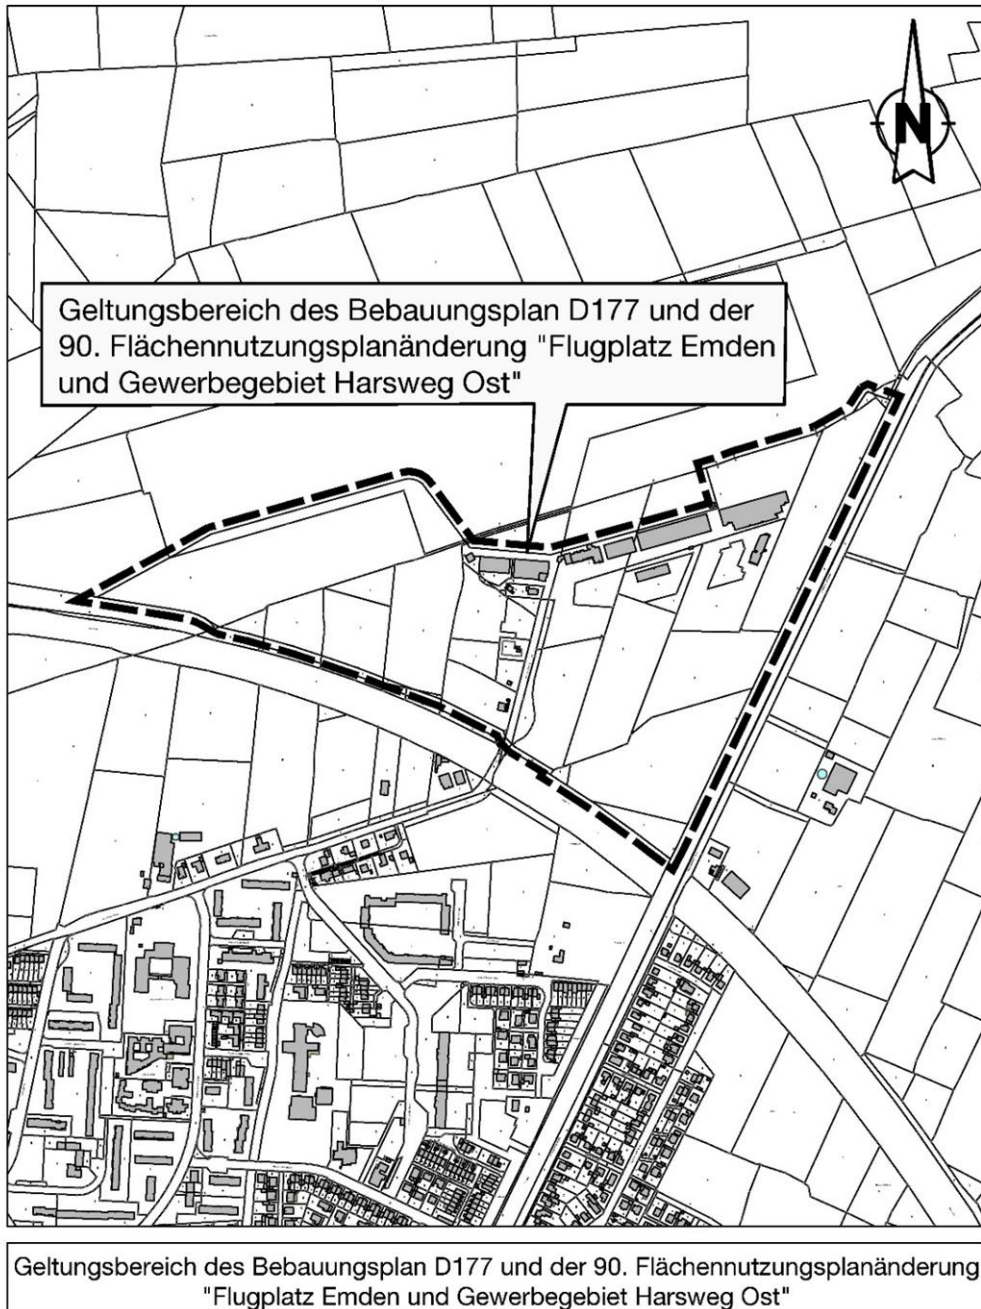 N
Geltungsbereich des Bebauungsplan D177 und der
90. Flächennutzungsplanänderung "Flugplatz Emden
und Gewerbegebiet Harsweg Ost"
Geltungsbereich des Bebauungsplan D177 und der 90. Flächennutzungsplanänderung
"Flugplatz Emden und Gewerbegebiet Harsweg Ost"